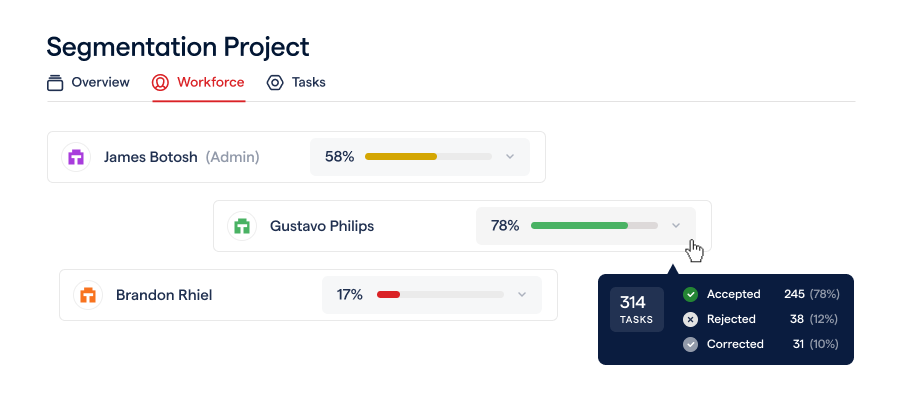 Segmentation Project
Overview Workforce Tasks
James Botosh (Admin) 58%
Gustavo Philips 78%
Brandon Rhiel 17%
314 TASKS
Accepted 245 (78%)
Rejected 38 (12%)
Corrected 31 (10%)